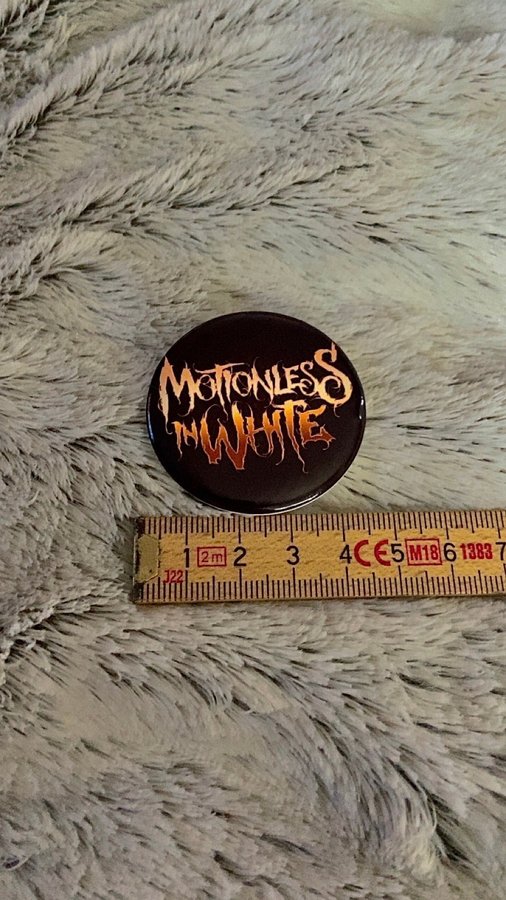 MOTIONLESS
IN WHITE
1 2m 2 3 4 CE 5 M18 6 1383 7
J22